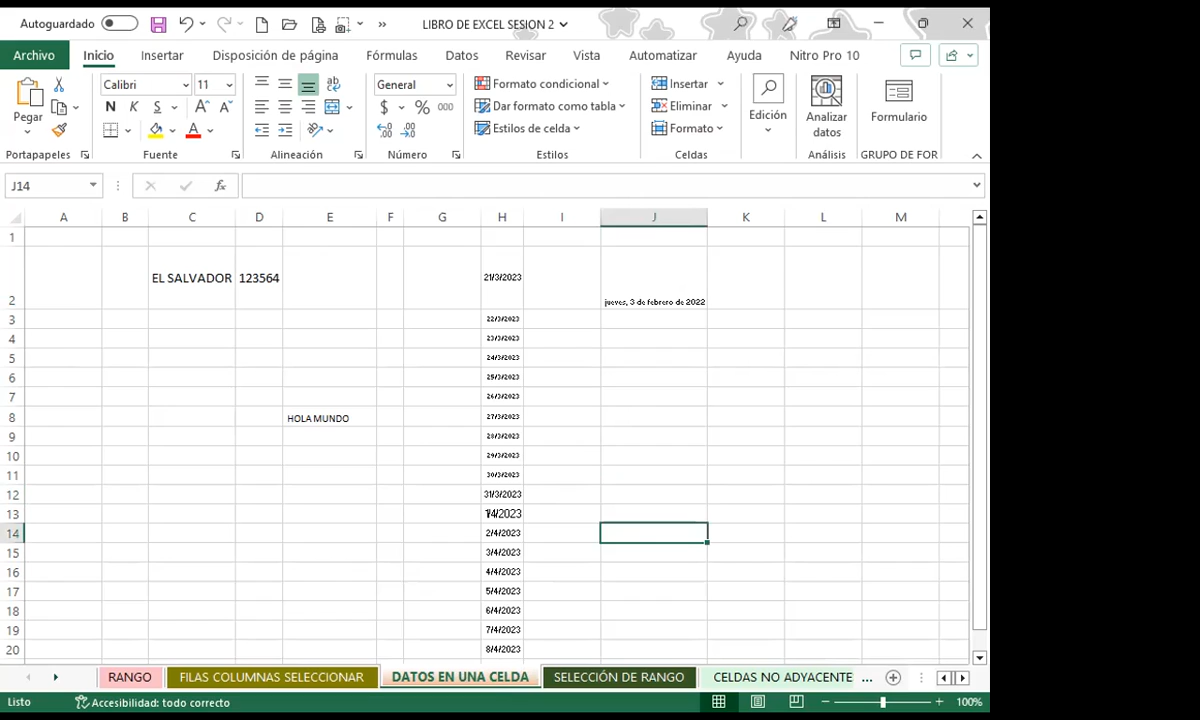 Autoguardado LIBRO DE EXCEL SESION 2
Archivo Inicio Insertar Disposición de página Fórmulas Datos Revisar Vista Automatizar Ayuda Nitro Pro 10
Pegar
Calibri 11
N K S
General
$ % 000
Formato condicional
Dar formato como tabla
Estilos de celda
Insertar
Eliminar
Formato
Edición
Analizar datos
Formulario
Portapapeles Fuente Alineación Número Estilos Celdas Análisis GRUPO DE FOR
J14 fx
A B C D E F G H I J K L M
1
2 EL SALVADOR 123564 21/3/2023 jueves, 3 de febrero de 2022
3 22/3/2023
4 23/3/2023
5 24/3/2023
6 25/3/2023
7 26/3/2023
8 HOLA MUNDO 27/3/2023
9 28/3/2023
10 29/3/2023
11 30/3/2023
12 31/3/2023
13 1/4/2023
14 2/4/2023
15 3/4/2023
16 4/4/2023
17 5/4/2023
18 6/4/2023
19 7/4/2023
20 8/4/2023
RANGO FILAS COLUMNAS SELECCIONAR DATOS EN UNA CELDA SELECCIÓN DE RANGO CELDAS NO ADYACENTE ...
Listo Accesibilidad: todo correcto 100%